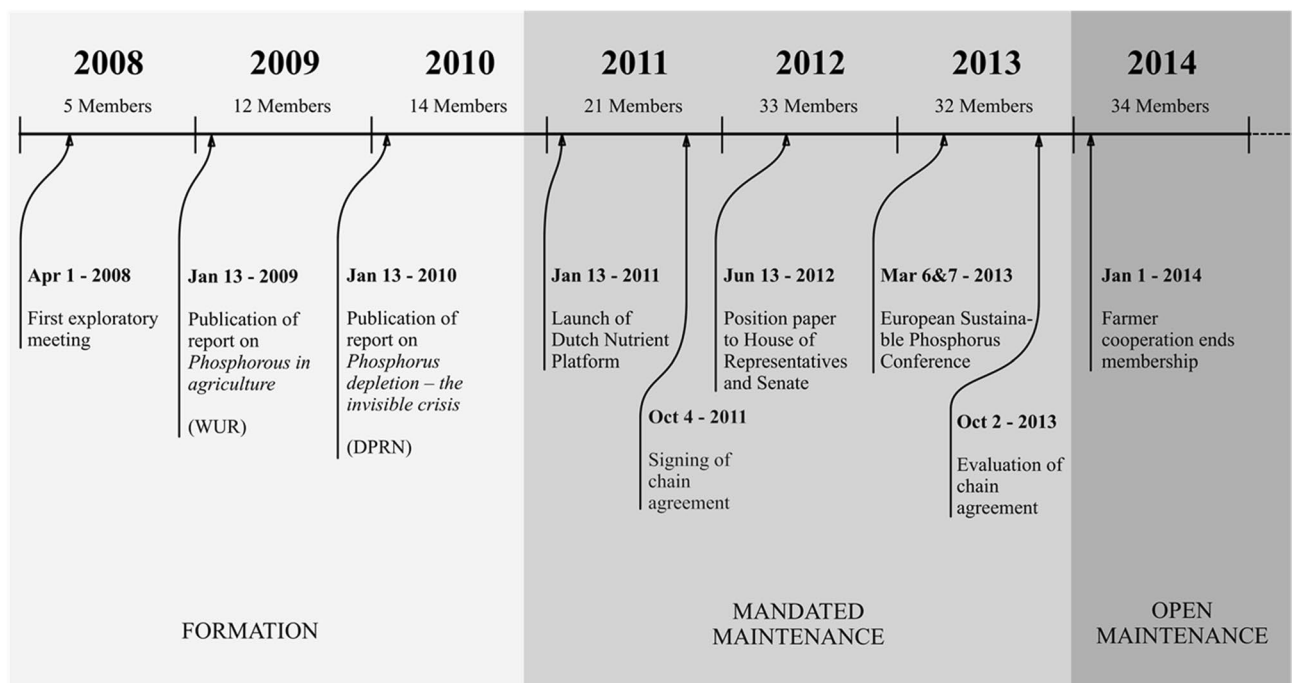 2008
5 Members
2009
12 Members
2010
14 Members
2011
21 Members
2012
33 Members
2013
32 Members
2014
34 Members
Apr 1 - 2008
First exploratory
meeting
Jan 13 - 2009
Publication of
report on
Phosphorous in
agriculture
(WUR)
Jan 13 - 2010
Publication of
report on
Phosphorus
depletion – the
invisible crisis
(DPRN)
Jan 13 - 2011
Launch of
Dutch Nutrient
Platform
Oct 4 - 2011
Signing of
chain
agreement
Jun 13 - 2012
Position paper
to House of
Representatives
and Senate
Mar 6&7 - 2013
European Sustaina-
ble Phosphorus
Conference
Oct 2 - 2013
Evaluation of
chain
agreement
Jan 1 - 2014
Farmer
cooperation ends
membership
FORMATION
MANDATED
MAINTENANCE
OPEN
MAINTENANCE